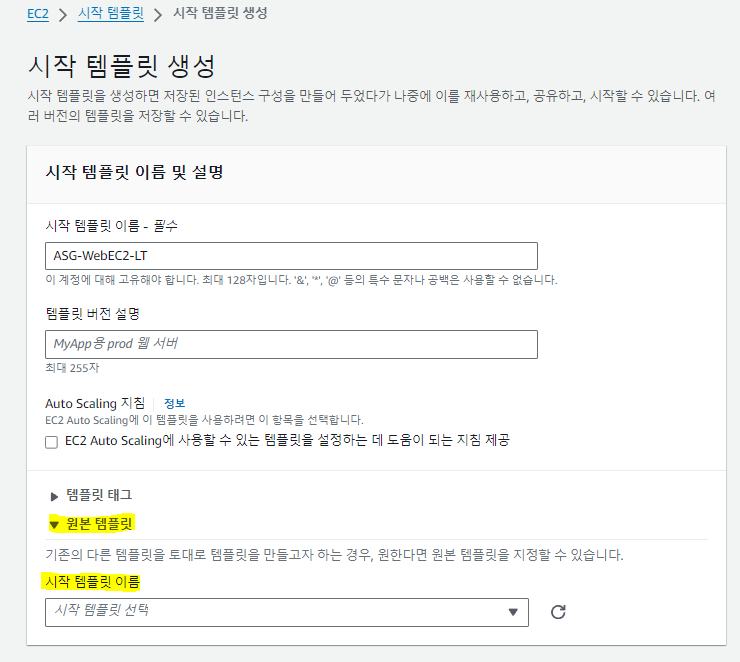 EC2 > 시작 템플릿 > 시작 템플릿 생성
시작 템플릿 생성
시작 템플릿을 생성하면 저장된 인스턴스 구성을 만들어 두었다가 나중에 이를 재사용하고, 공유하고, 시작할 수 있습니다. 여
러 버전의 템플릿을 저장할 수 있습니다.
시작 템플릿 이름 및 설명
시작 템플릿 이름 - 필수
ASG-WebEC2-LT
이 계정에 대해 고유해야 합니다. 최대 128자입니다. '&', '*', '@' 등의 특수 문자나 공백은 사용할 수 없습니다.
템플릿 버전 설명
MyApp용 prod 웹 서버
최대 255자
Auto Scaling 지침 정보
EC2 Auto Scaling에 이 템플릿을 사용하려면 이 항목을 선택합니다.
EC2 Auto Scaling에 사용할 수 있는 템플릿을 설정하는 데 도움이 되는 지침 제공
템플릿 태그
원본 템플릿
기존의 다른 템플릿을 토대로 템플릿을 만들고자 하는 경우, 원한다면 원본 템플릿을 지정할 수 있습니다.
시작 템플릿 이름
시작 템플릿 선택